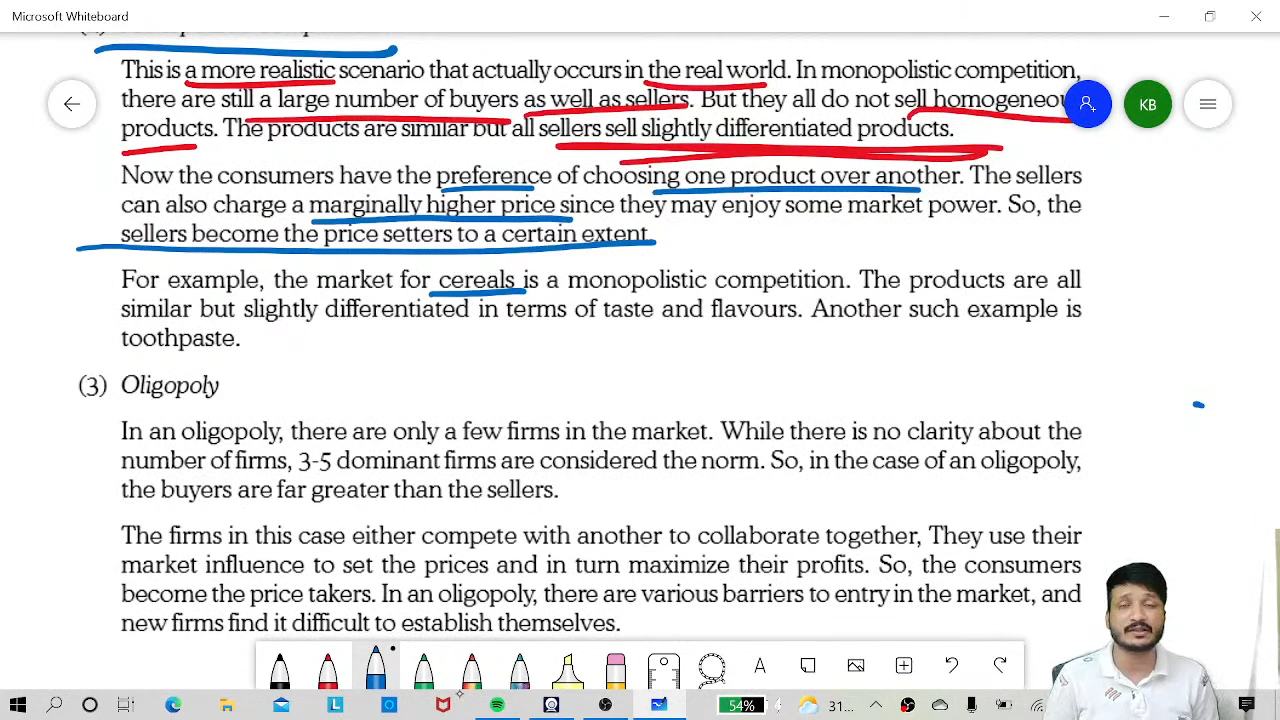 Microsoft Whiteboard
This is a more realistic scenario that actually occurs in the real world. In monopolistic competition,
there are still a large number of buyers as well as sellers. But they all do not sell homogeneou
products. The products are similar but all sellers sell slightly differentiated products.
KB
Now the consumers have the preference of choosing one product over another. The sellers
can also charge a marginally higher price since they may enjoy some market power. So, the
sellers become the price setters to a certain extent
For example, the market for cereals is a monopolistic competition. The products are all
similar but slightly differentiated in terms of taste and flavours. Another such example is
toothpaste.
(3) Oligopoly
In an oligopoly, there are only a few firms in the market. While there is no clarity about the
number of firms, 3-5 dominant firms are considered the norm. So, in the case of an oligopoly,
the buyers are far greater than the sellers.
The firms in this case either compete with another to collaborate together, They use their
market influence to set the prices and in turn maximize their profits. So, the consumers
become the price takers. In an oligopoly, there are various barriers to entry in the market, and
new firms find it difficult to establish themselves.
A
54%
31...